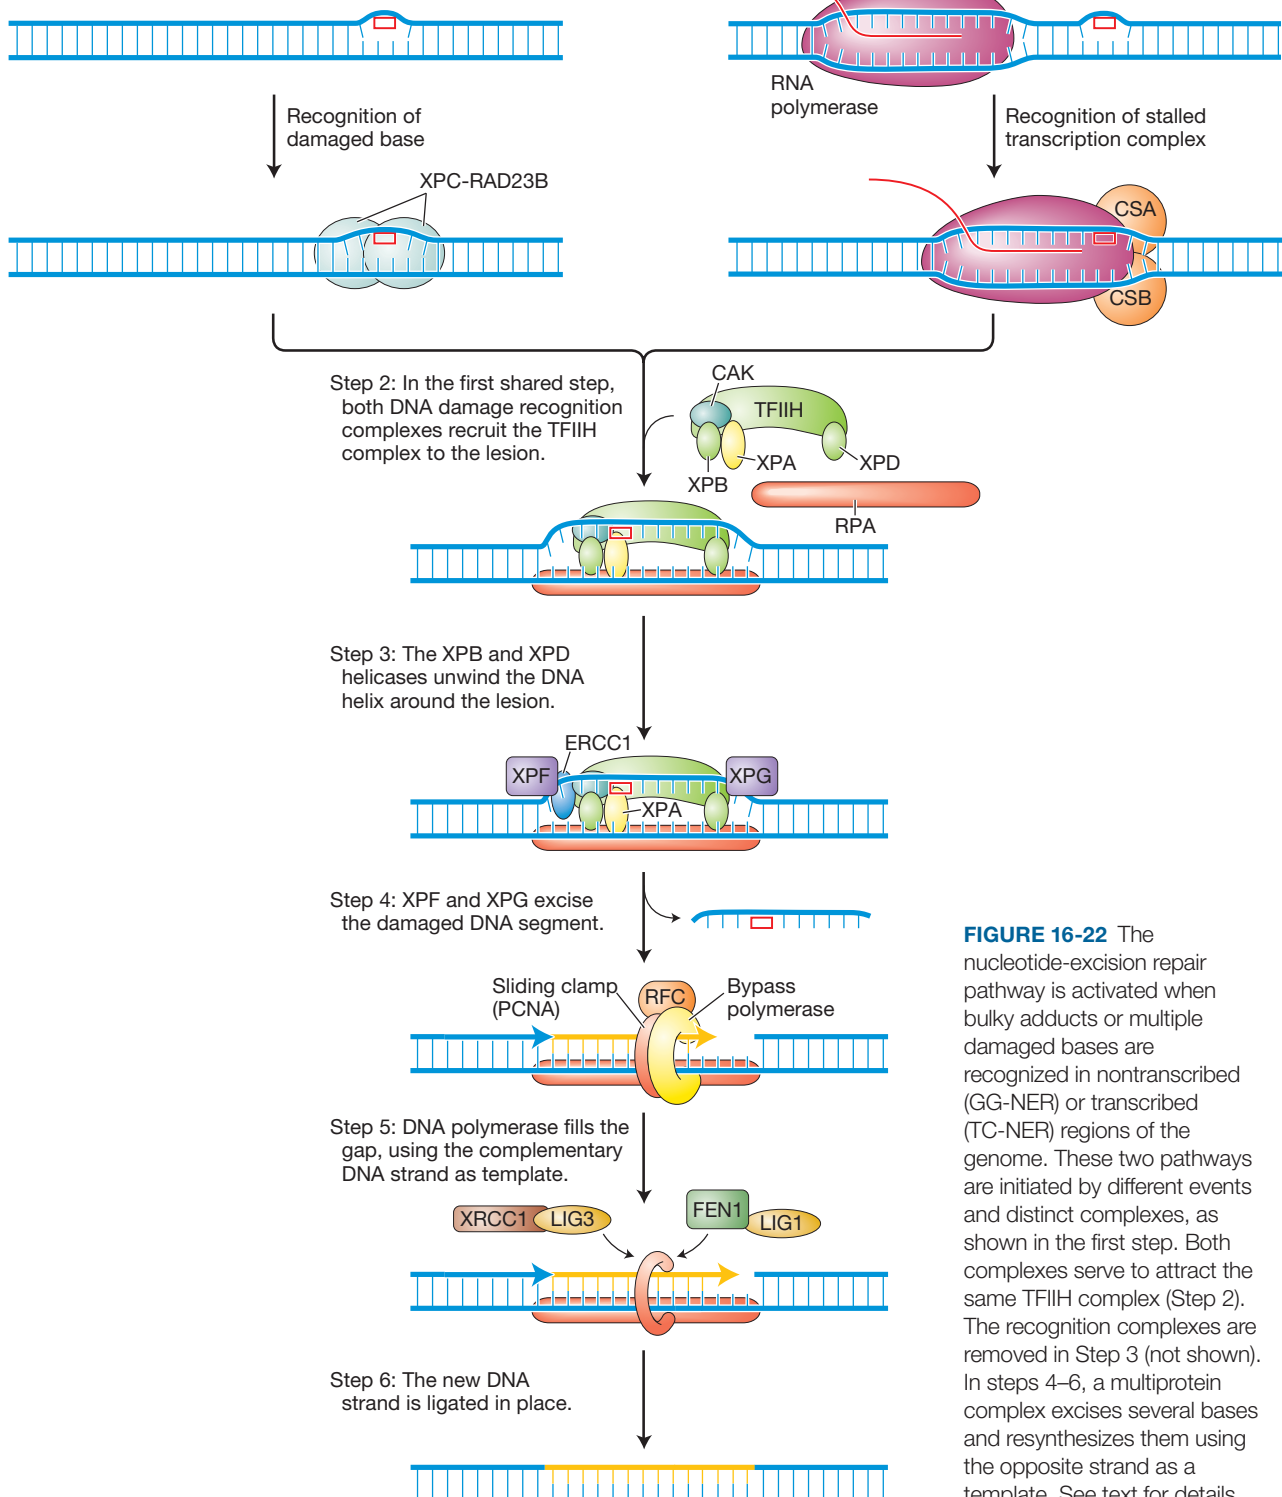 RNA
polymerase
Recognition of
damaged base
Recognition of stalled
transcription complex
XPC-RAD23B
CSA
CSB
Step 2: In the first shared step,
both DNA damage recognition
complexes recruit the TFIIH
complex to the lesion.
CAK
TFIIH
XPA
XPD
XPB
RPA
Step 3: The XPB and XPD
helicases unwind the DNA
helix around the lesion.
ERCC1
XPF
XPG
XPA
Step 4: XPF and XPG excise
the damaged DNA segment.
Sliding clamp
(PCNA)
RFC
Bypass
polymerase
Step 5: DNA polymerase fills the
gap, using the complementary
DNA strand as template.
XRCC1
LIG3
FEN1
LIG1
Step 6: The new DNA
strand is ligated in place.
FIGURE 16-22 The
nucleotide-excision repair
pathway is activated when
bulky adducts or multiple
damaged bases are
recognized in nontranscribed
(GG-NER) or transcribed
(TC-NER) regions of the
genome. These two pathways
are initiated by different events
and distinct complexes, as
shown in the first step. Both
complexes serve to attract the
same TFIIH complex (Step 2).
The recognition complexes are
removed in Step 3 (not shown).
In steps 4–6, a multiprotein
complex excises several bases
and resynthesizes them using
the opposite strand as a
template. See text for details